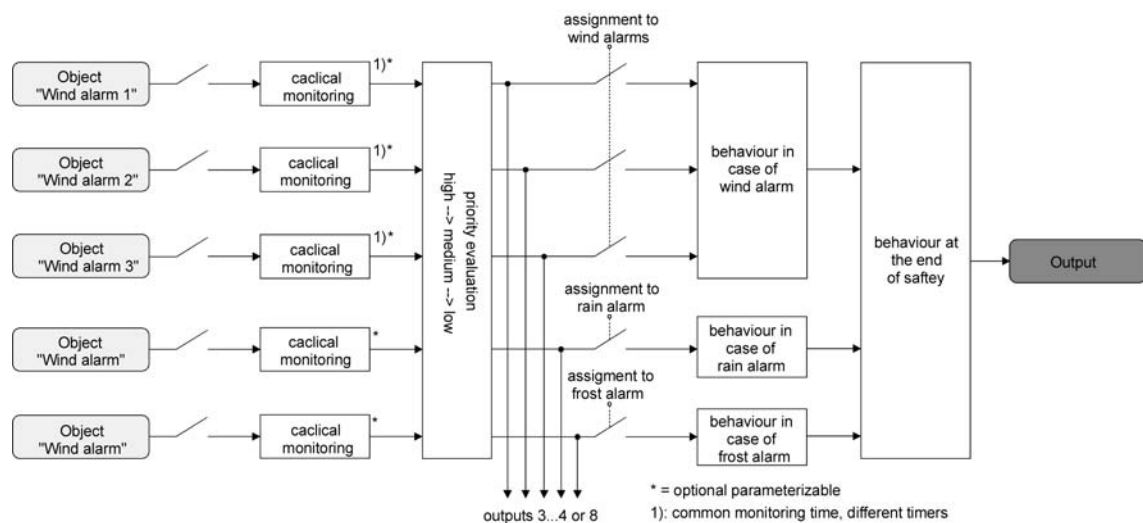 assignment to
wind alarms
Object
"Wind alarm 1"
caclical
monitoring
1)*
Object
"Wind alarm 2"
caclical
monitoring
1)*
Object
"Wind alarm 3"
caclical
monitoring
1)*
Object
"Wind alarm"
caclical
monitoring
*
Object
"Wind alarm"
caclical
monitoring
*
priority evaluation
high ---> medium ---> low
behaviour in
case of
wind alarm
assignment to
rain alarm
behaviour in
case of
rain alarm
assigment to
frost alarm
behaviour in
case of
frost alarm
behaviour at
the end
of saftey
Output
outputs 3...4 or 8
* = optional parameterizable
1): common monitoring time, different timers